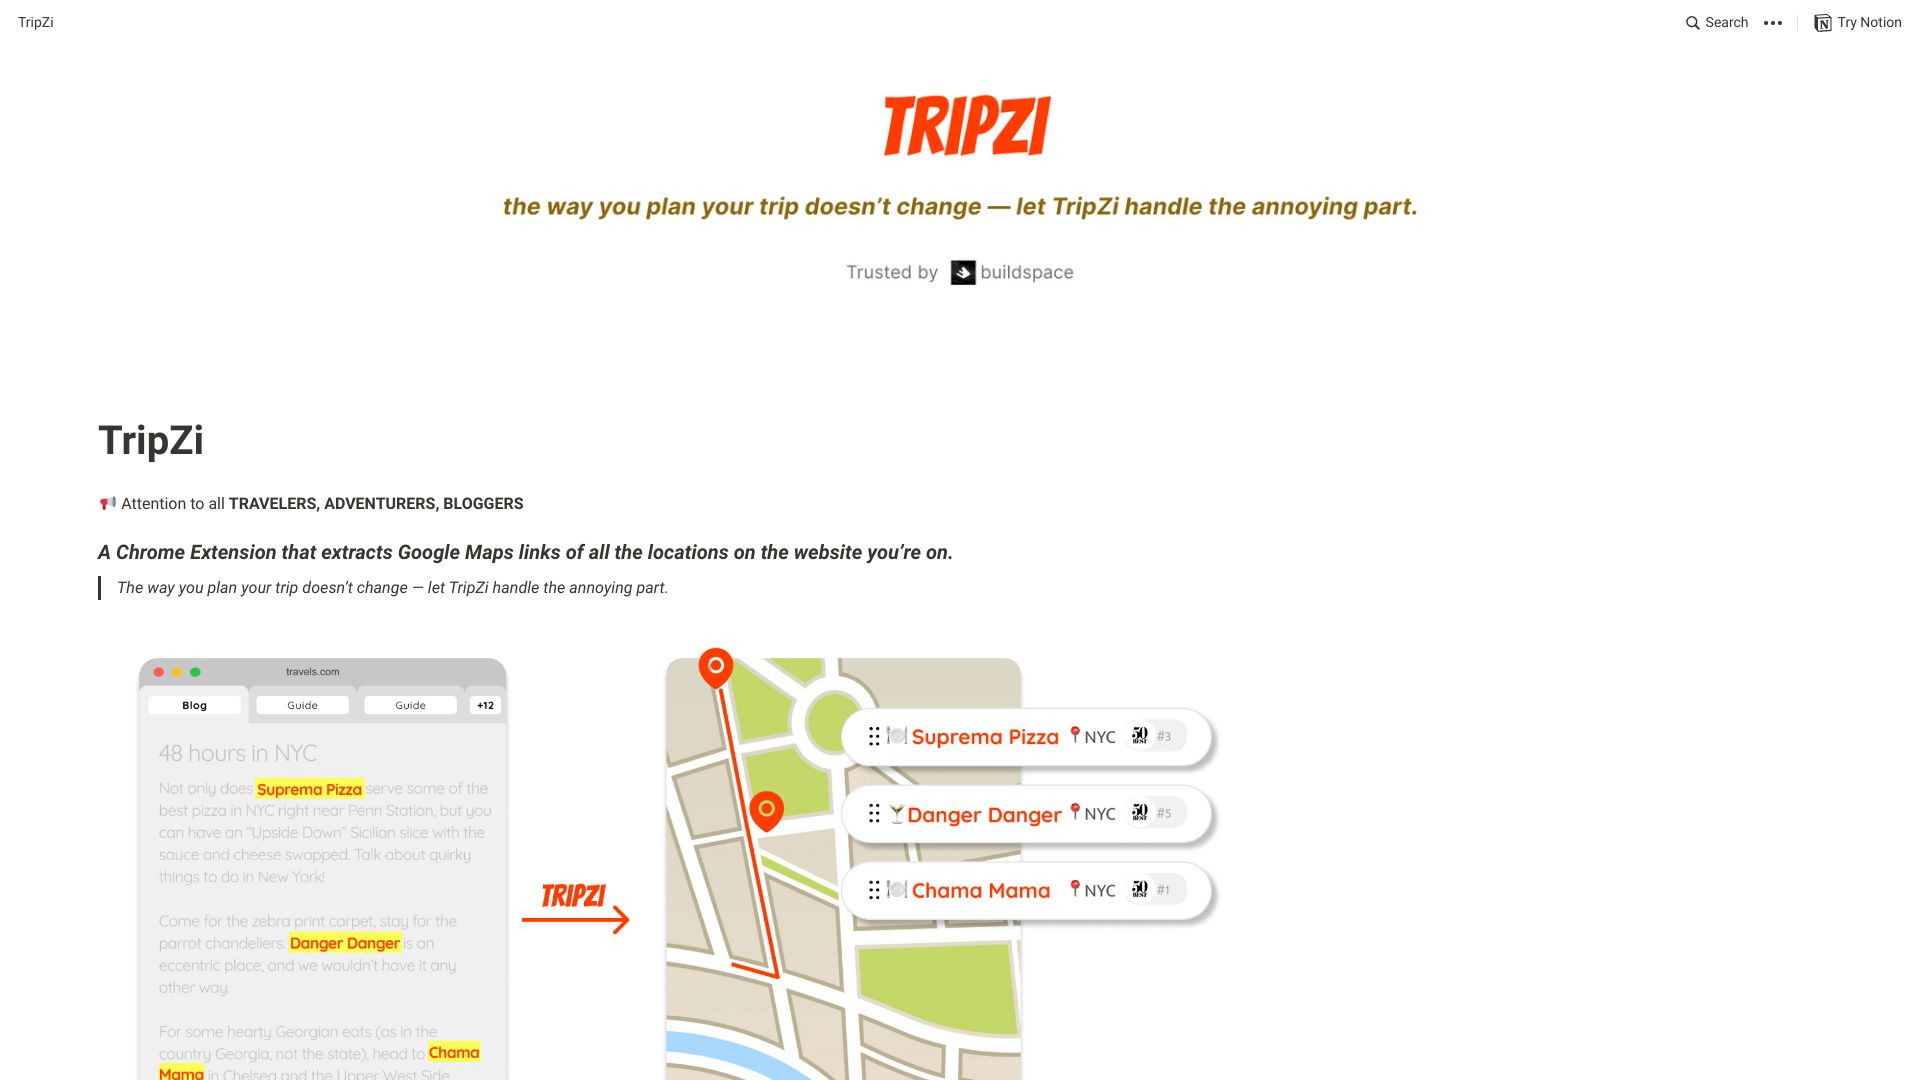 TripZi
Search
Try Notion
TRIPZI
the way you plan your trip doesn’t change — let TripZi handle the annoying part.
Trusted by buildspace
TripZi
Attention to all TRAVELERS, ADVENTURERS, BLOGGERS
A Chrome Extension that extracts Google Maps links of all the locations on the website you’re on.
The way you plan your trip doesn’t change — let TripZi handle the annoying part.
travels.com
Blog
Guide
Guide
+12
48 hours in NYC
Not only does Suprema Pizza serve some of the
best pizza in NYC right near Penn Station, but you
can have an “Upside Down” Sicilian slice with the
sauce and cheese swapped. Talk about quirky
things to do in New York!
Come for the zebra print carpet, stay for the
parrot chandeliers. Danger Danger is an
eccentric place, and we wouldn’t have it any
other way.
For some hearty Georgian eats (as in the
country Georgia, not the state), head to Chama
Mama in Chelsea and the Upper West Side.
TRIPZI
Suprema Pizza NYC 50 BEST #3
Danger Danger NYC 50 BEST #5
Chama Mama NYC 50 BEST #1